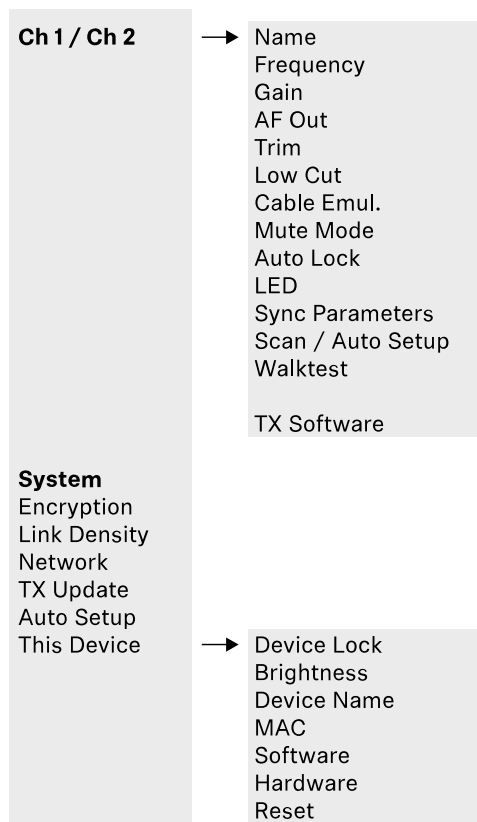 Ch 1 / Ch 2
Name
Frequency
Gain
AF Out
Trim
Low Cut
Cable Emul.
Mute Mode
Auto Lock
LED
Sync Parameters
Scan / Auto Setup
Walktest
TX Software
System
Encryption
Link Density
Network
TX Update
Auto Setup
This Device
Device Lock
Brightness
Device Name
MAC
Software
Hardware
Reset